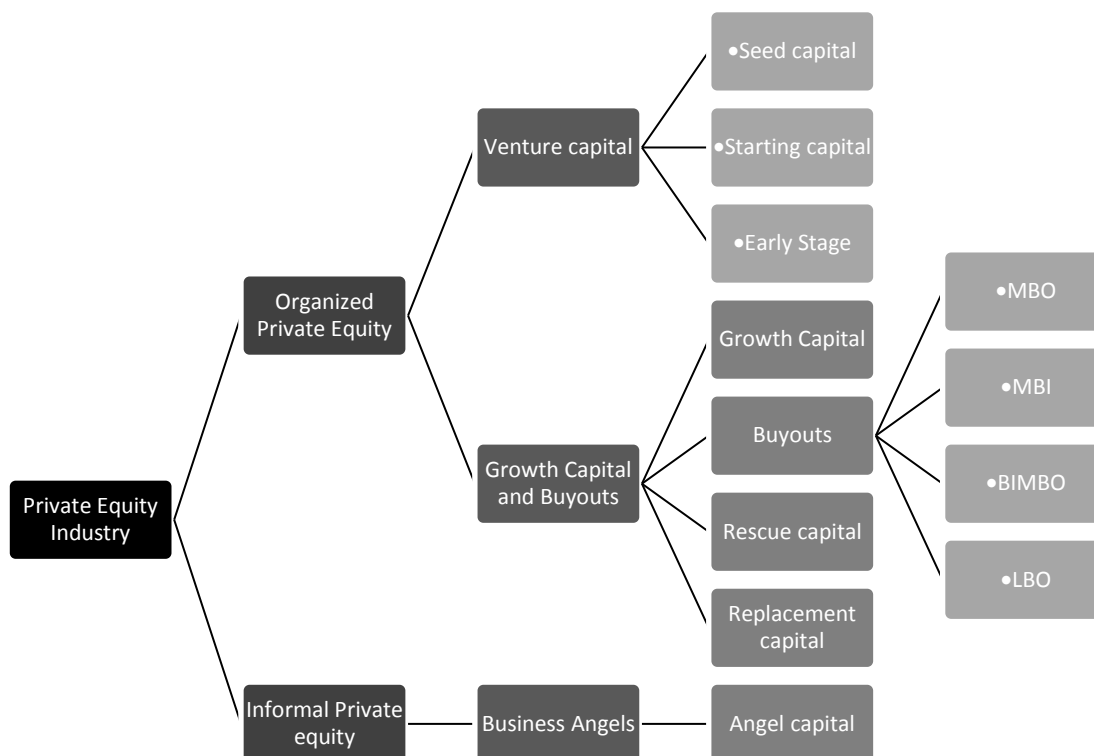 •Seed capital
Venture capital
•Starting capital
•Early Stage
•MBO
Organized
Private Equity
Growth Capital
•MBI
Buyouts
Growth Capital
and Buyouts
•BIMBO
Private Equity
Industry
Rescue capital
•LBO
Replacement
capital
Informal Private
equity
Business Angels
Angel capital